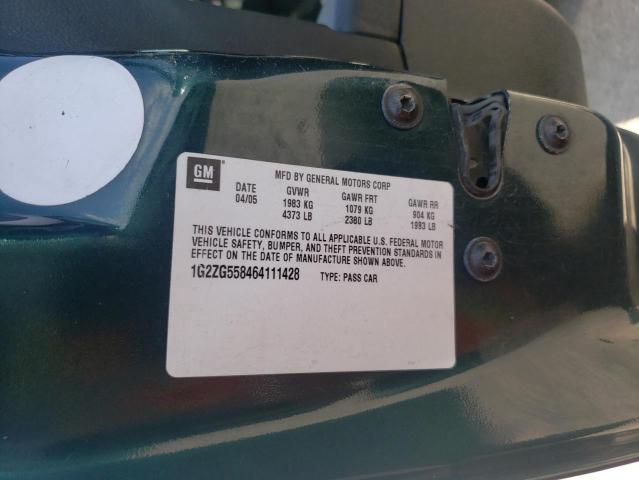 GM
MFD BY GENERAL MOTORS CORP
DATE GVWR GAWR FRT GAWR RR
04/05 1983 KG 1079 KG 904 KG
4373 LB 2380 LB 1993 LB
THIS VEHICLE CONFORMS TO ALL APPLICABLE U.S. FEDERAL MOTOR
VEHICLE SAFETY, BUMPER, AND THEFT PREVENTION STANDARDS IN
EFFECT ON THE DATE OF MANUFACTURE SHOWN ABOVE.
1G2ZG558464111428 TYPE: PASS CAR